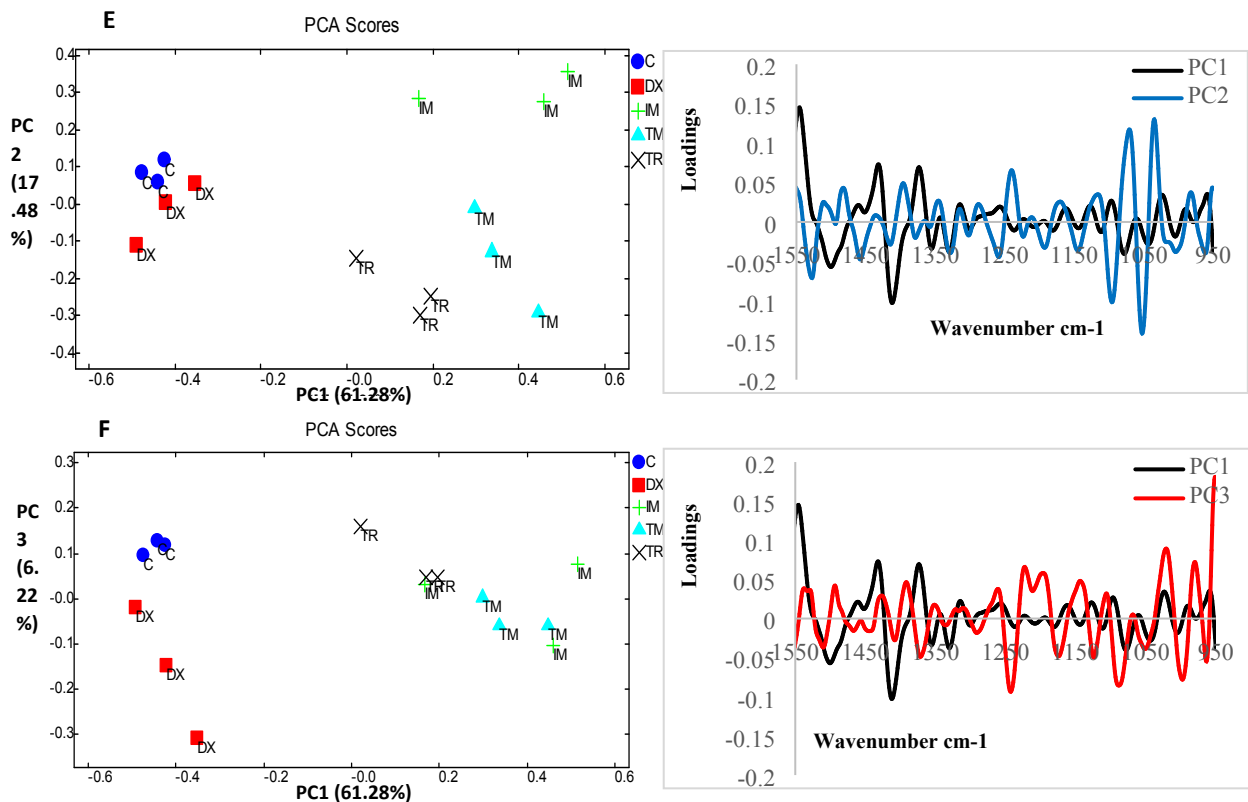 E
PCA Scores
PC
2
(17
.48
%)
0.4
0.3
0.2
0.1
-0.0
-0.1
-0.2
-0.3
-0.4
IM
IM
IM
C
C
C
DX
DX
DX
TM
TM
TM
TR
TR
TR
-0.6
-0.4
-0.2
-0.0
0.2
0.4
0.6
PC1 (61.28%)
C
DX
IM
TM
TR
Loadings
0.2
0.15
0.1
0.05
0
-0.05
-0.1
-0.15
-0.2
PC1
PC2
1550
1450
1350
1250
1150
1050
950
Wavenumber cm-1
F
PCA Scores
PC
3
(6.
22
%)
0.3
0.2
0.1
-0.0
-0.1
-0.2
-0.3
C
C
C
DX
DX
DX
TR
TR
TR
IM
IM
IM
TM
TM
TM
-0.6
-0.4
-0.2
-0.0
0.2
0.4
0.6
PC1 (61.28%)
C
DX
IM
TM
TR
Loadings
0.2
0.15
0.1
0.05
0
-0.05
-0.1
-0.15
-0.2
PC1
PC3
1550
1450
1350
1250
1150
1050
950
Wavenumber cm-1